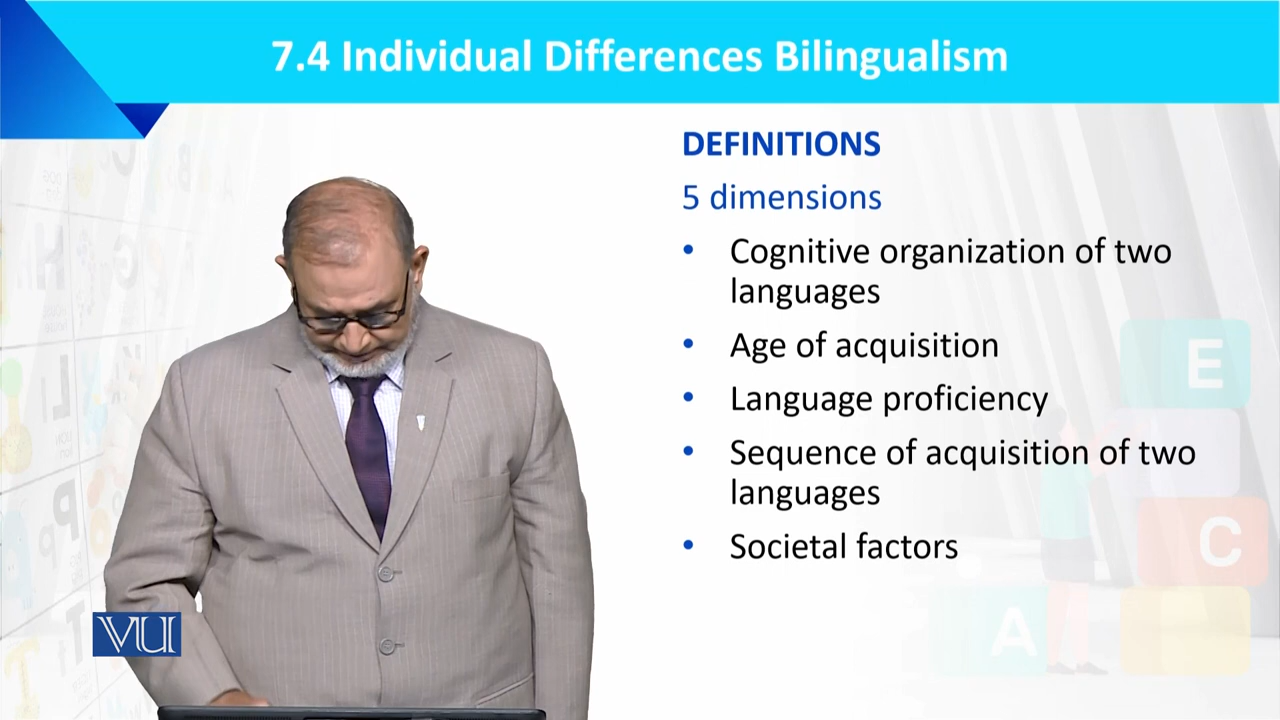 7.4 Individual Differences Bilingualism
DEFINITIONS
5 dimensions
• Cognitive organization of two
languages
• Age of acquisition
• Language proficiency
• Sequence of acquisition of two
languages
• Societal factors
E
C
A
VU